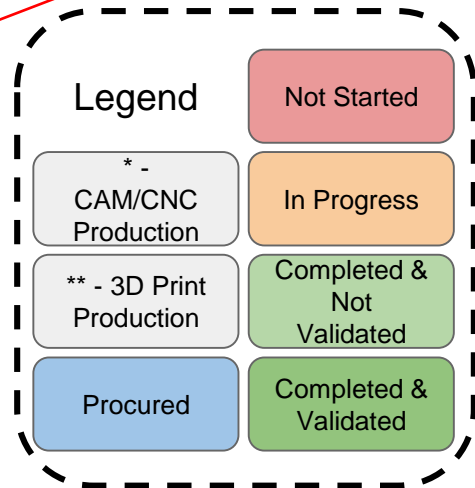 Legend
Not Started
* -
CAM/CNC
Production
In Progress
** - 3D Print
Production
Completed &
Not
Validated
Procured
Completed &
Validated